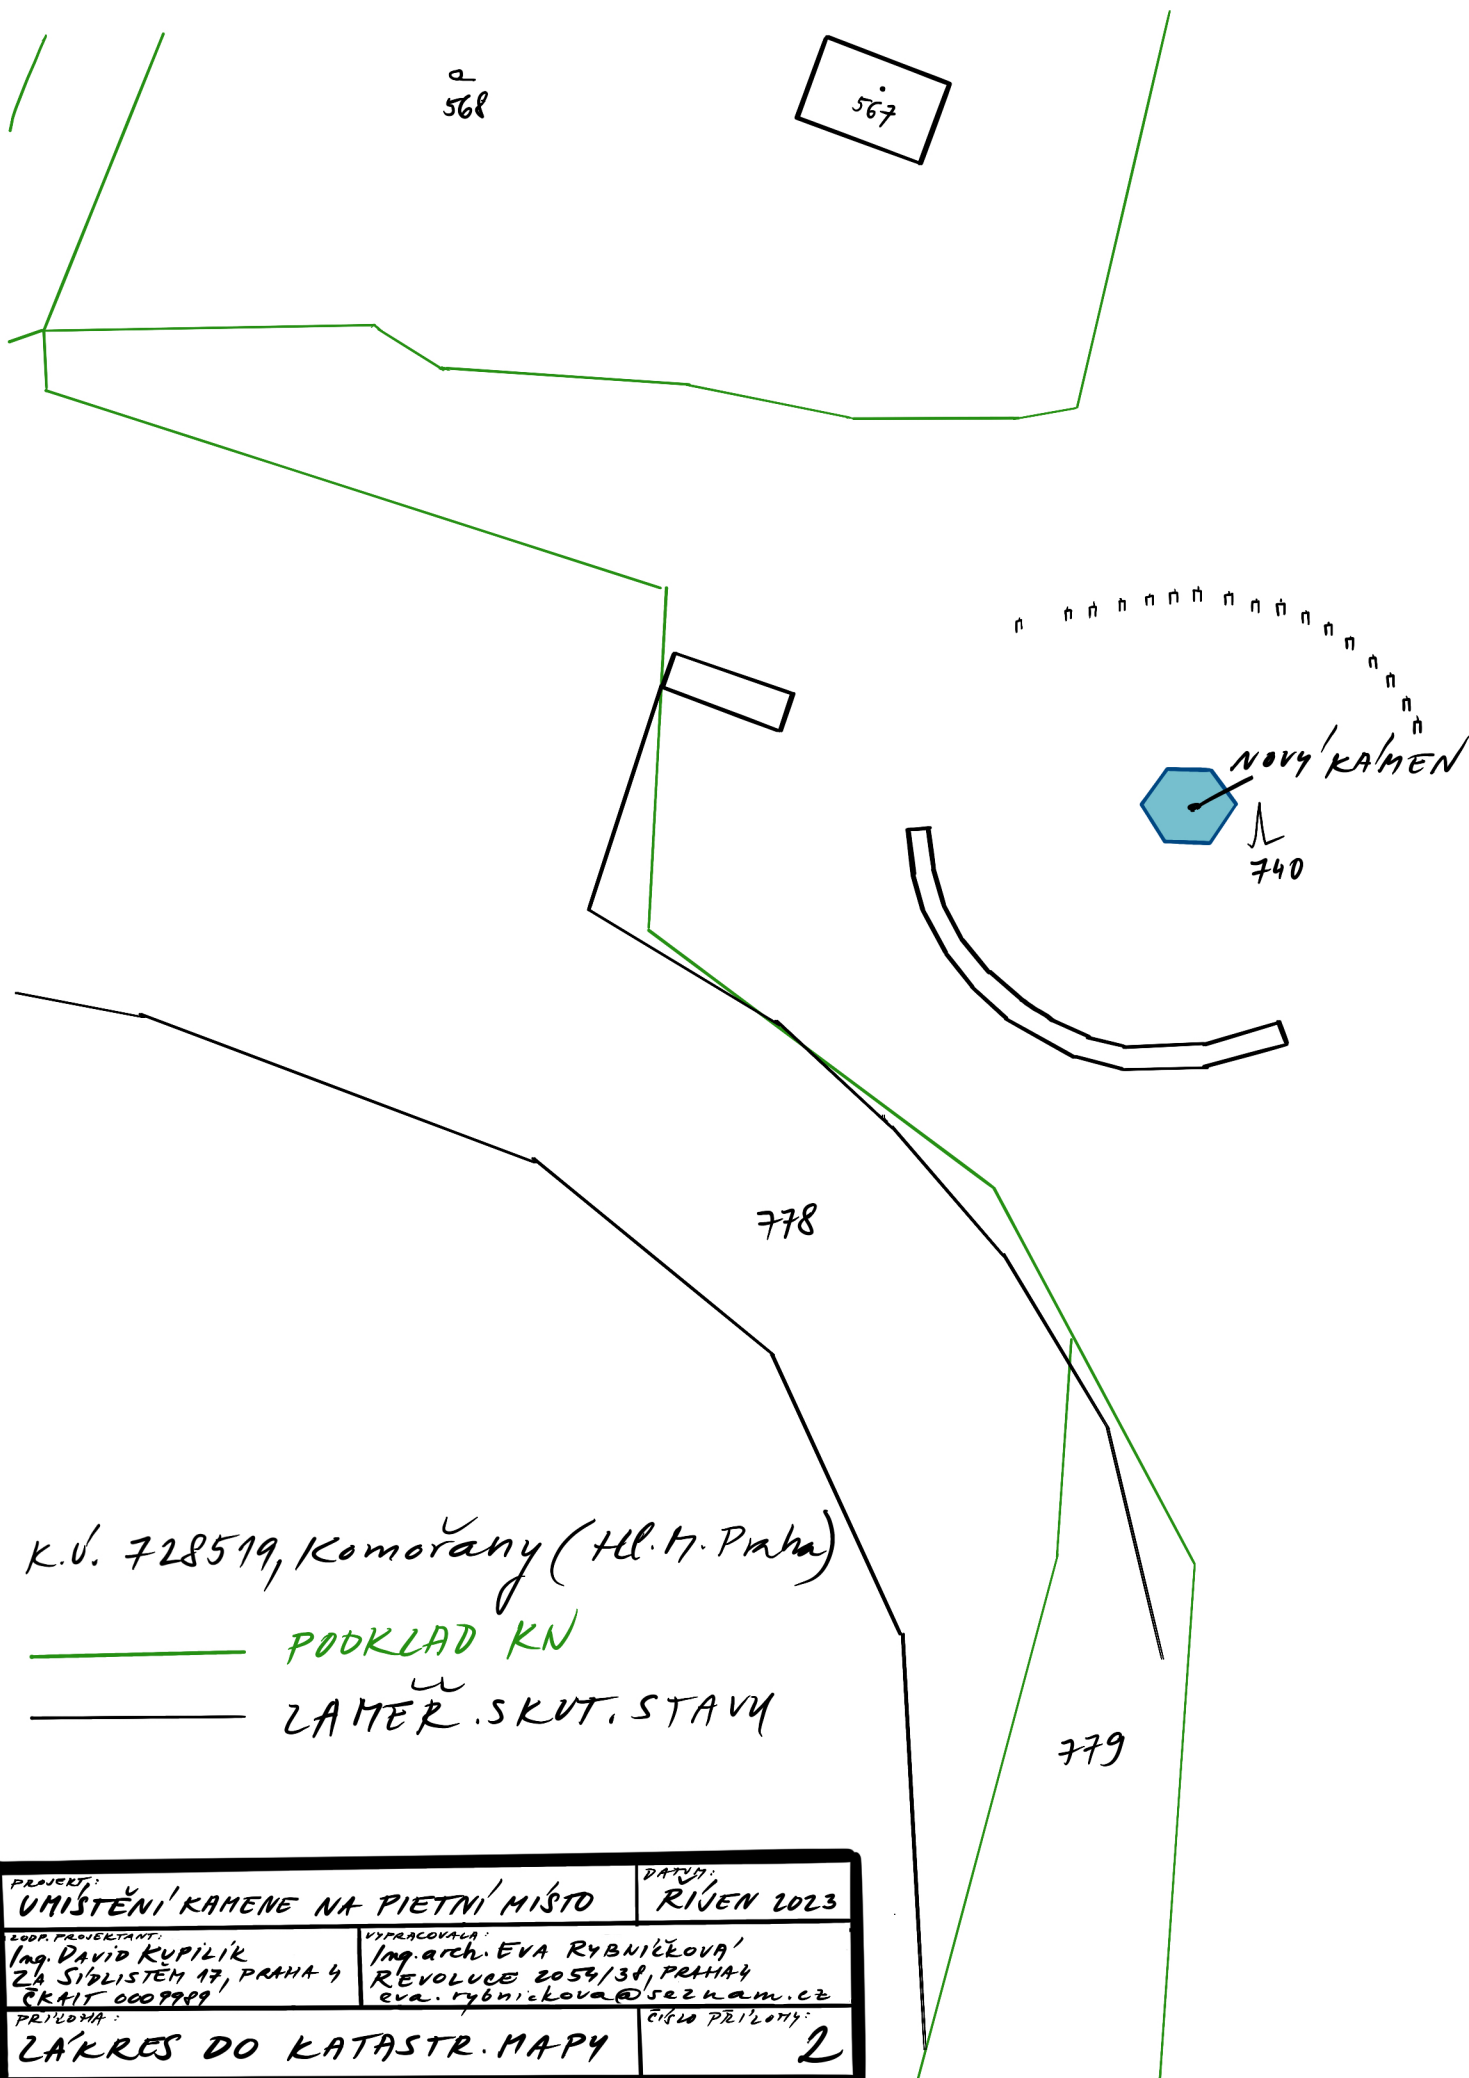 568
567
NOVÝ KÁMEN
740
778
K.Ú. 728519, Komořany (Hl. M. Praha)
PODKLAD KN
ZAMĚŘ. SKUT. STAVU
779
PROJEKT:
UMÍSTĚNÍ KAMENE NA PIETNÍ MÍSTO
DATUM:
ŘÍJEN 2023
ZODP. PROJEKTANT:
Ing. DAVID KUPILÍK
ZA SÍDLIŠTĚM 17, PRAHA 4
ČKAIT 0009989
VYPRACOVALA:
Ing. arch. EVA RYBNÍČKOVÁ
REVOLUCE 2054/38, PRAHA 4
eva.rybnickova@seznam.cz
PŘÍLOHA:
ZÁKRES DO KATASTR. MAPY
ČÍSLO PŘÍLOHY:
2